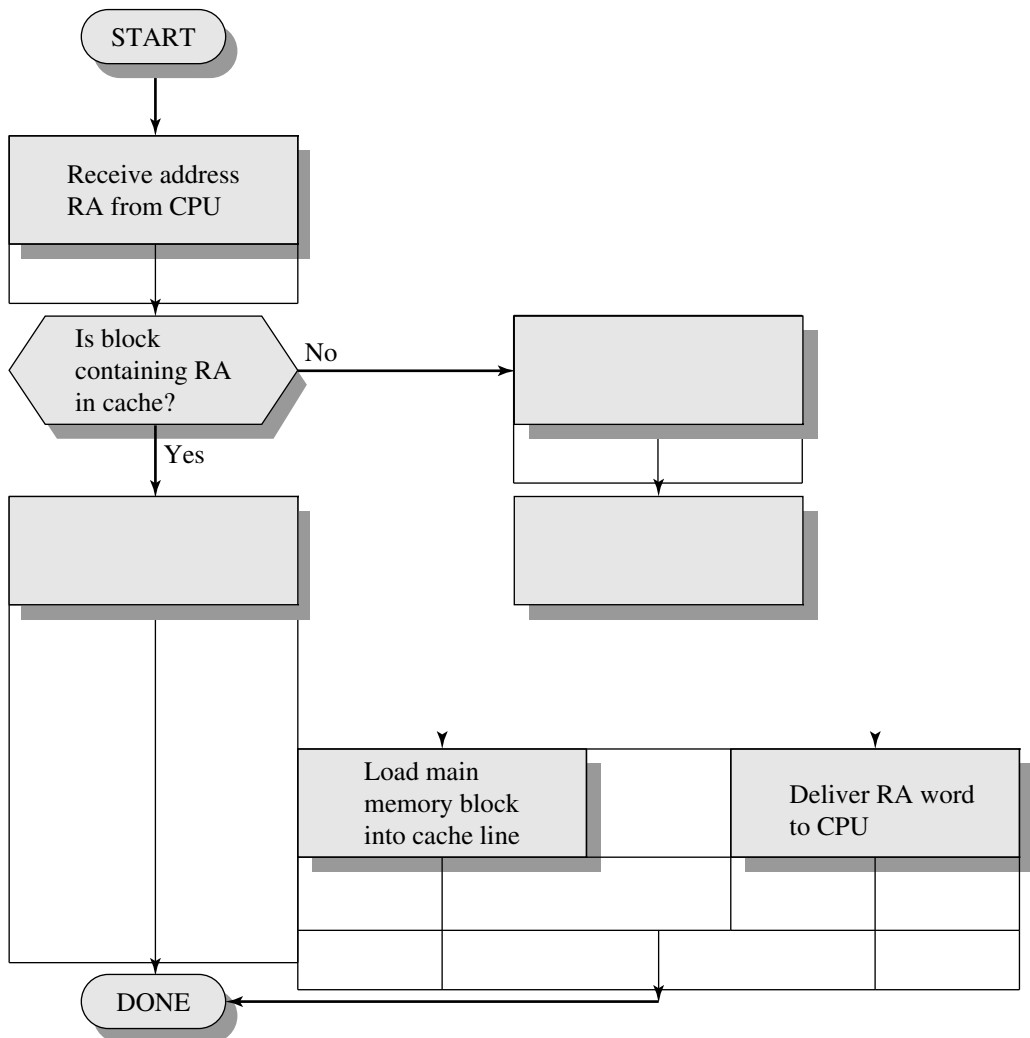 START
Receive address
RA from CPU
Is block
containing RA
in cache?
No
Yes
Load main
memory block
into cache line
Deliver RA word
to CPU
DONE